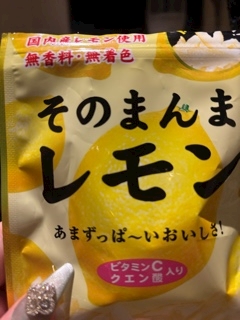 国内産レモン使用
無香料・無着色
そのまんま
レモン
あまずっぱ〜いおいしさ!
ビタミンC
クエン酸入り